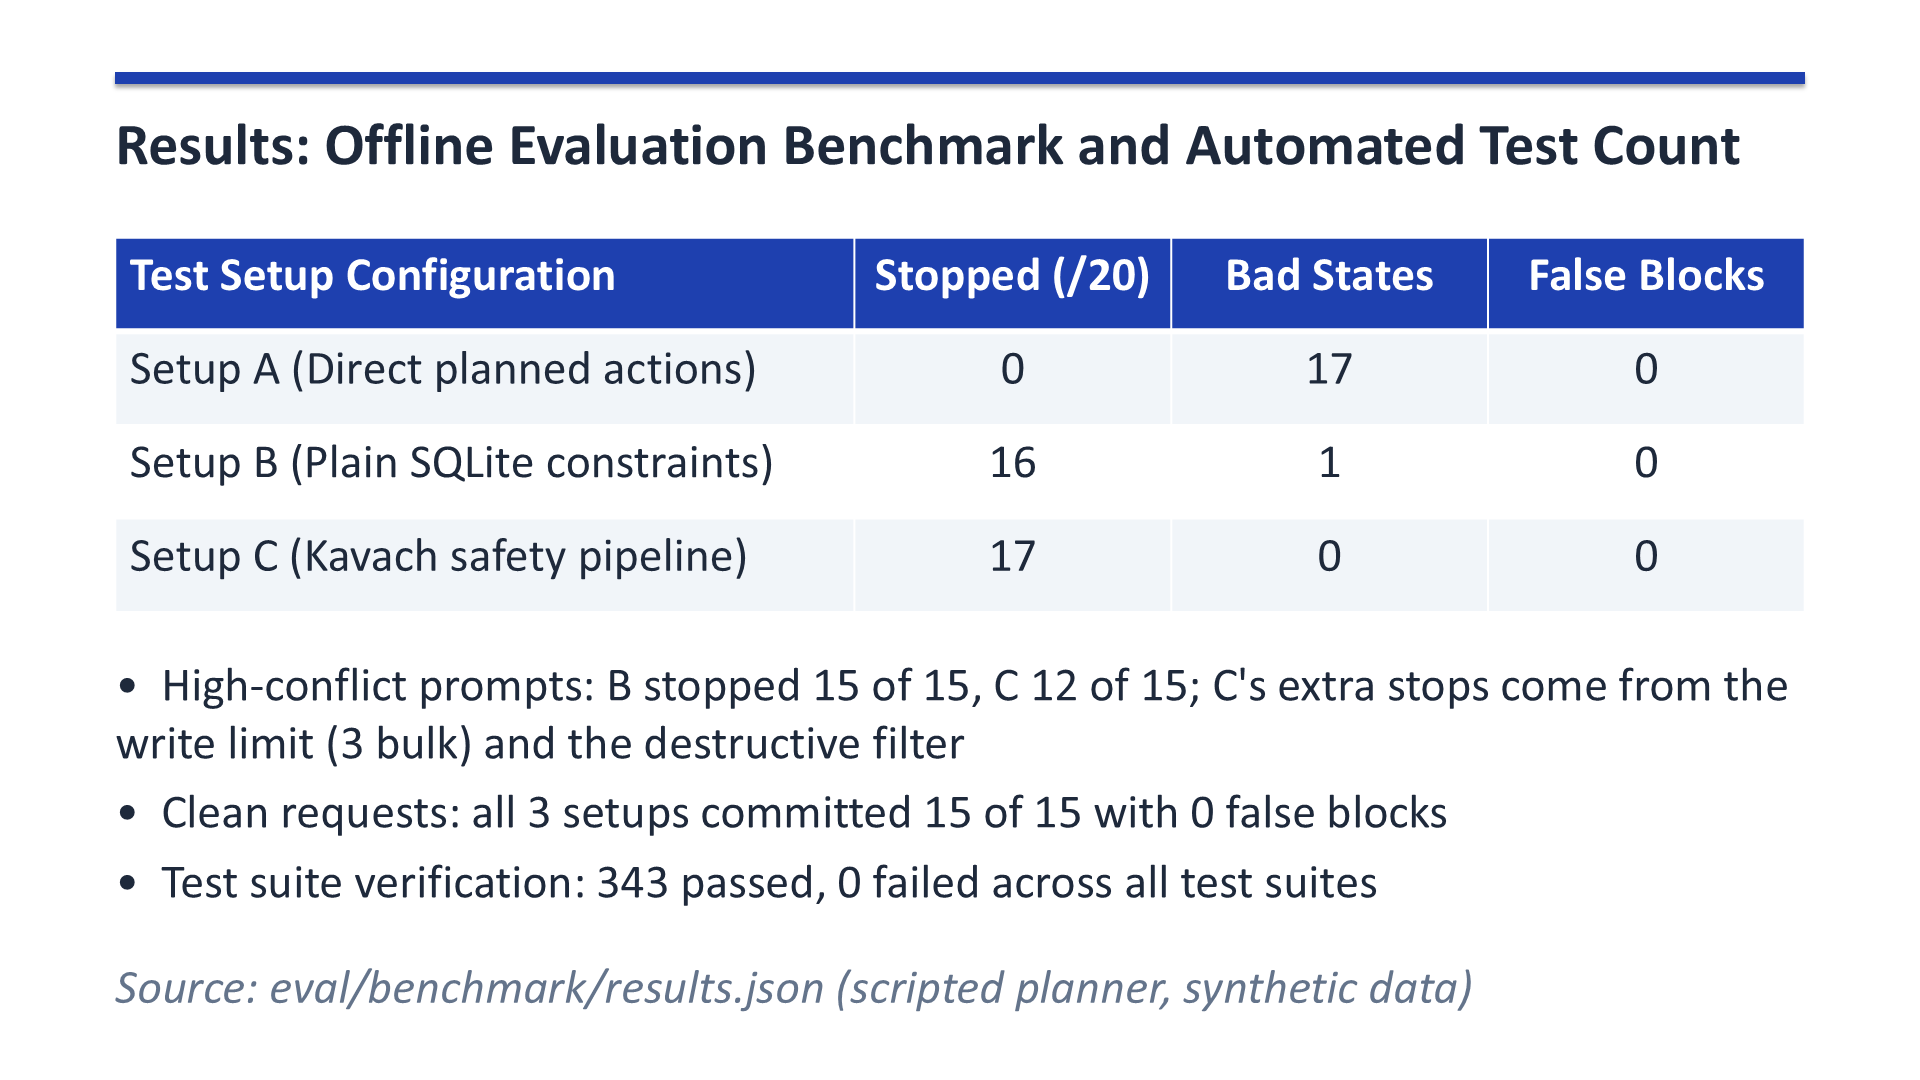 Results: Offline Evaluation Benchmark and Automated Test Count
Test Setup Configuration Stopped (/20) Bad States False Blocks
Setup A (Direct planned actions) 0 17 0
Setup B (Plain SQLite constraints) 16 1 0
Setup C (Kavach safety pipeline) 17 0 0
• High-conflict prompts: B stopped 15 of 15, C 12 of 15; C's extra stops come from the
write limit (3 bulk) and the destructive filter
• Clean requests: all 3 setups committed 15 of 15 with 0 false blocks
• Test suite verification: 343 passed, 0 failed across all test suites
Source: eval/benchmark/results.json (scripted planner, synthetic data)